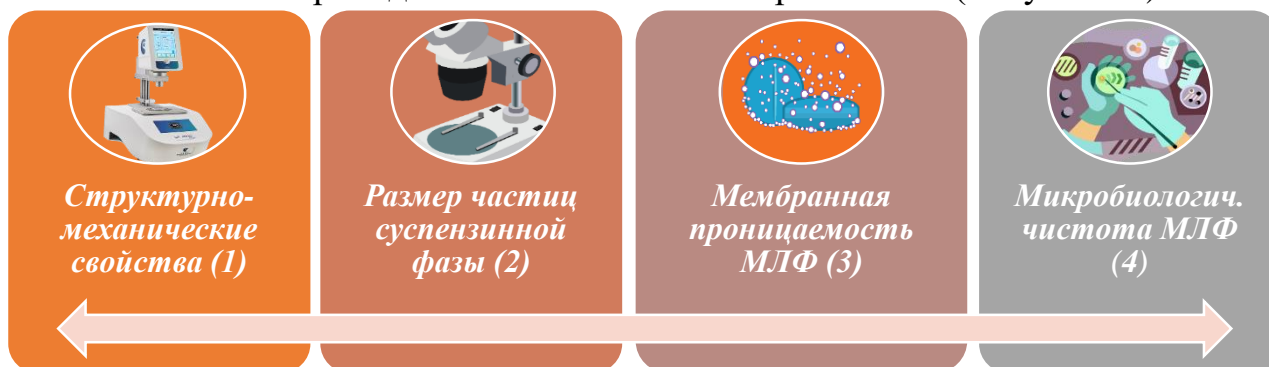 Структурно-
механические
свойства (1)
Размер частиц
суспензинной
фазы (2)
Мембранная
проницаемость
МЛФ (3)
Микробиологич.
чистота МЛФ
(4)